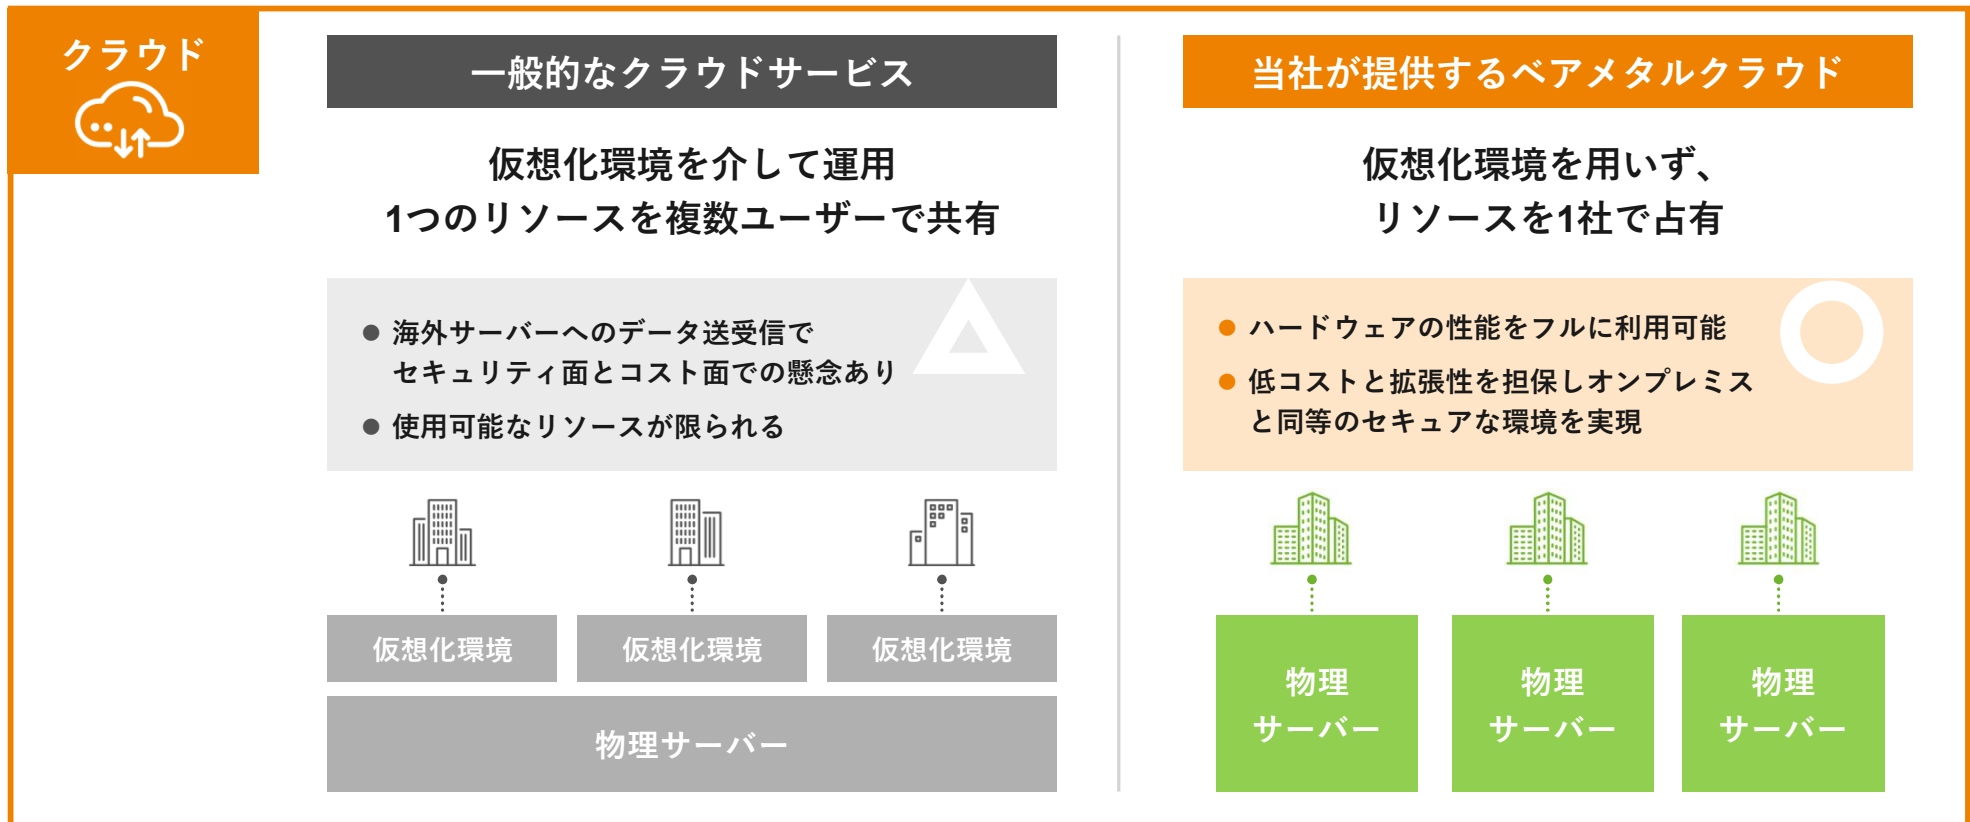 クラウド
一般的なクラウドサービス
仮想化環境を介して運用
1つのリソースを複数ユーザーで共有
海外サーバーへのデータ送受信で
セキュリティ面とコスト面での懸念あり
使用可能なリソースが限られる
仮想化環境
仮想化環境
仮想化環境
物理サーバー
当社が提供するベアメタルクラウド
仮想化環境を用いず、
リソースを1社で占有
ハードウェアの性能をフルに利用可能
低コストと拡張性を担保しオンプレミス
と同等のセキュアな環境を実現
物理
サーバー
物理
サーバー
物理
サーバー